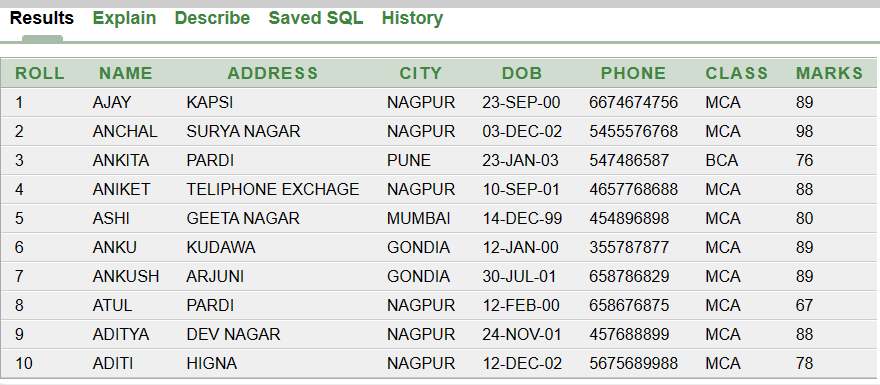 Results Explain Describe Saved SQL History
ROLL NAME ADDRESS CITY DOB PHONE CLASS MARKS
1 AJAY KAPSI NAGPUR 23-SEP-00 6674674756 MCA 89
2 ANCHAL SURYA NAGAR NAGPUR 03-DEC-02 5455576768 MCA 98
3 ANKITA PARDI PUNE 23-JAN-03 547486587 BCA 76
4 ANIKET TELIPHONE EXCHAGE NAGPUR 10-SEP-01 4657768688 MCA 88
5 ASHI GEETA NAGAR MUMBAI 14-DEC-99 454896898 MCA 80
6 ANKU KUDAWA GONDIA 12-JAN-00 355787877 MCA 89
7 ANKUSH ARJUNI GONDIA 30-JUL-01 658786829 MCA 89
8 ATUL PARDI NAGPUR 12-FEB-00 658676875 MCA 67
9 ADITYA DEV NAGAR NAGPUR 24-NOV-01 457688899 MCA 88
10 ADITI HIGNA NAGPUR 12-DEC-02 5675689988 MCA 78